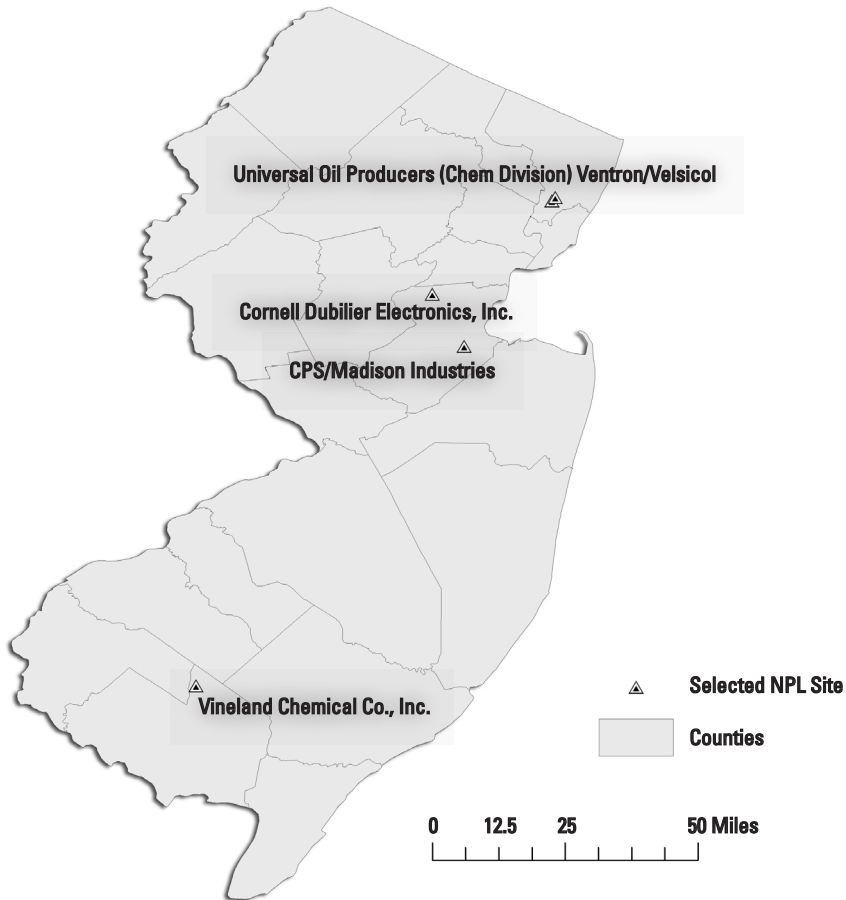 Universal Oil Producers (Chem Division) Ventron/Velsicol
Cornell Dubilier Electronics, Inc.
CPS/Madison Industries
Vineland Chemical Co., Inc.
Selected NPL Site
Counties
0 12.5 25 50 Miles